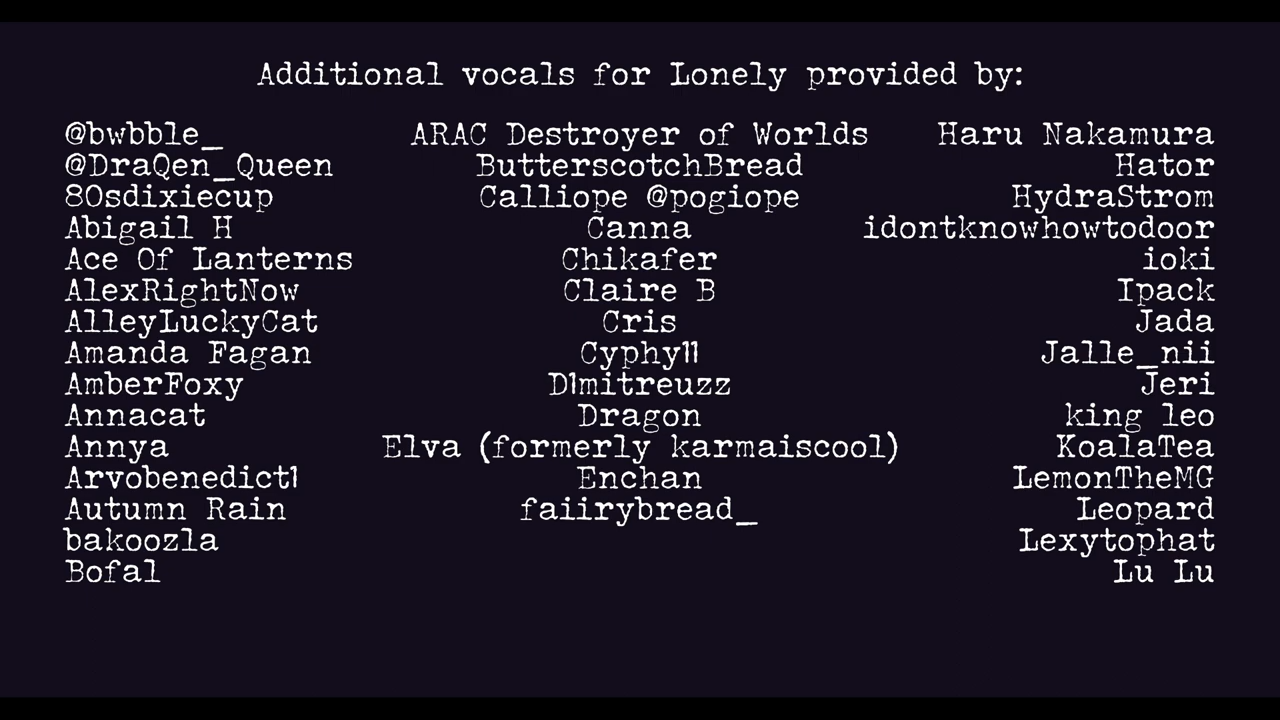 Additional vocals for Lonely provided by:
@bwbble_
@DraQen_Queen
80sdixiecup
Abigail H
Ace Of Lanterns
AlexRightNow
AlleyLuckyCat
Amanda Fagan
AmberFoxy
Annacat
Annya
Arvobenedict1
Autumn Rain
bakoozla
Bofal
ARAC Destroyer of Worlds
ButterscotchBread
Calliope @pogiope
Canna
Chikafer
Claire B
Cris
Cyphy11
D1mitreuzz
Dragon
Elva (formerly karmaiscool)
Enchan
faiirybread_
Haru Nakamura
Hator
HydraStrom
idontknowhowtodoor
ioki
Ipack
Jada
Jalle_nii
Jeri
king leo
KoalaTea
LemonTheMG
Leopard
Lexytophat
Lu Lu